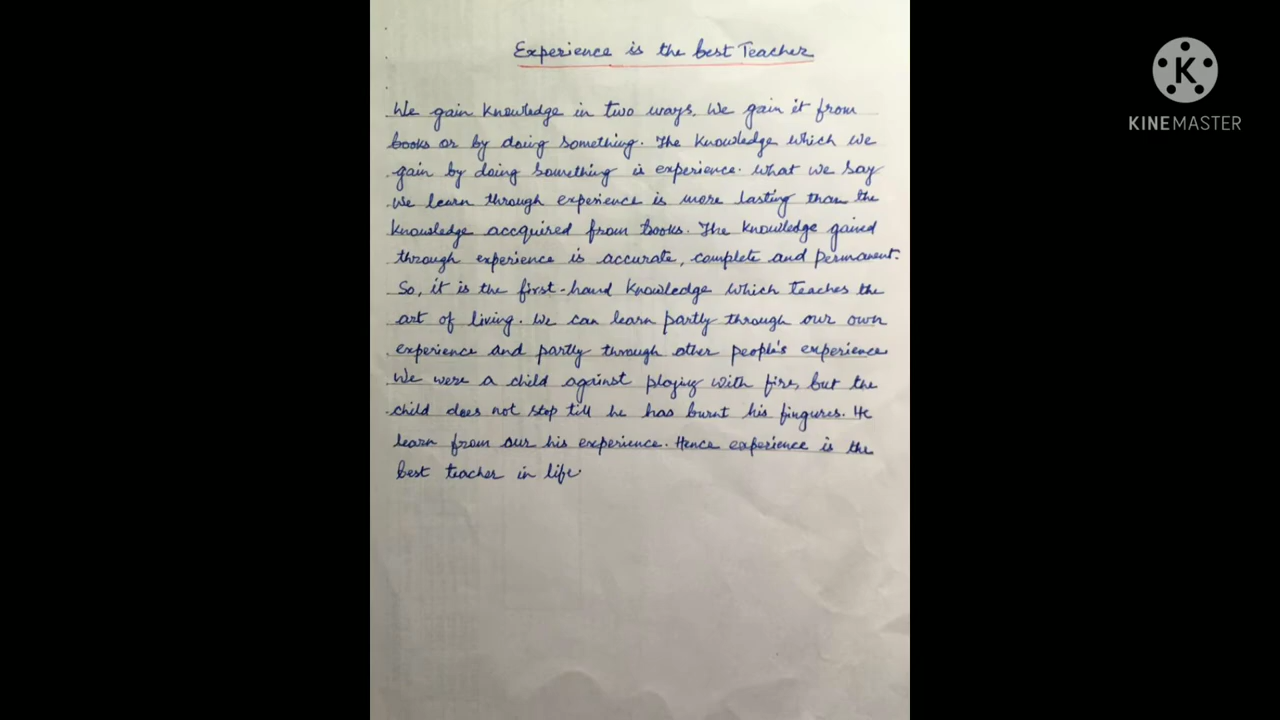 Experience is the best Teacher
We gain knowledge in two ways. We gain it from
books or by doing something. The knowledge which we
gain by doing something is experience. What we say
we learn through experience is more lasting than the
knowledge accquired from books. The knowledge gained
through experience is accurate, complete and permanent.
So, it is the first-hand knowledge which teaches the
art of living. We can learn partly through our own
experience and partly through other people's experience
We were a child against playing with fire, but the
child does not stop till he has burnt his fingures. He
learn from our his experience. Hence experience is the
best teacher in life.
K
KINEMASTER